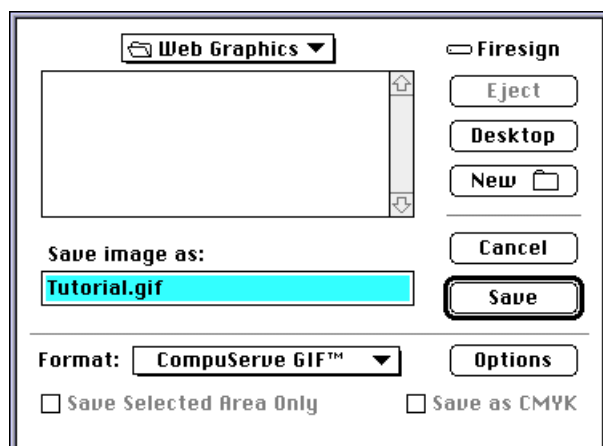 Web Graphics
Firesign
Eject
Desktop
New
Save image as:
Cancel
Tutorial.gif
Save
Format: CompuServe GIF™
Options
Save Selected Area Only
Save as CMYK